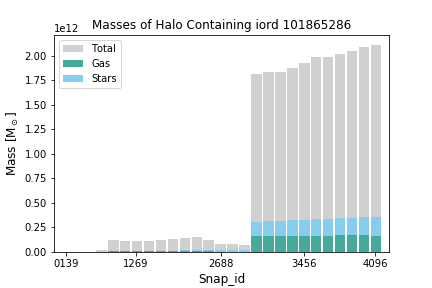 Masses of Halo Containing iord 101865286
1e12
Total
Gas
Stars
2.00
1.75
1.50
1.25
1.00
0.75
0.50
0.25
0.00
Mass [M_⊙]
0139 1269 2688 3456 4096
Snap_id